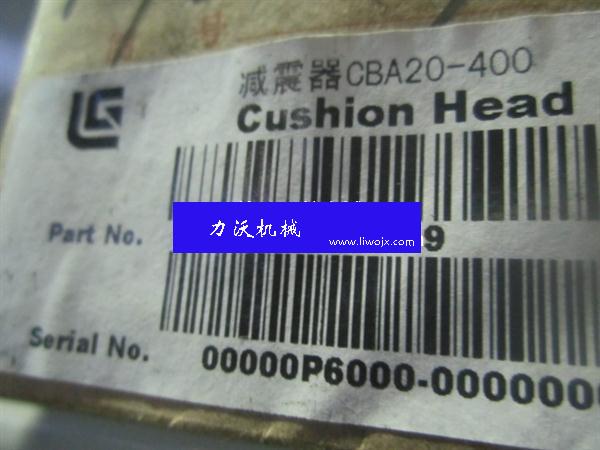 减震器CBA20-400
Cushion Head
力沃机械
www.liwojx.com
Part No. 9
Serial No. 00000P6000-0000000